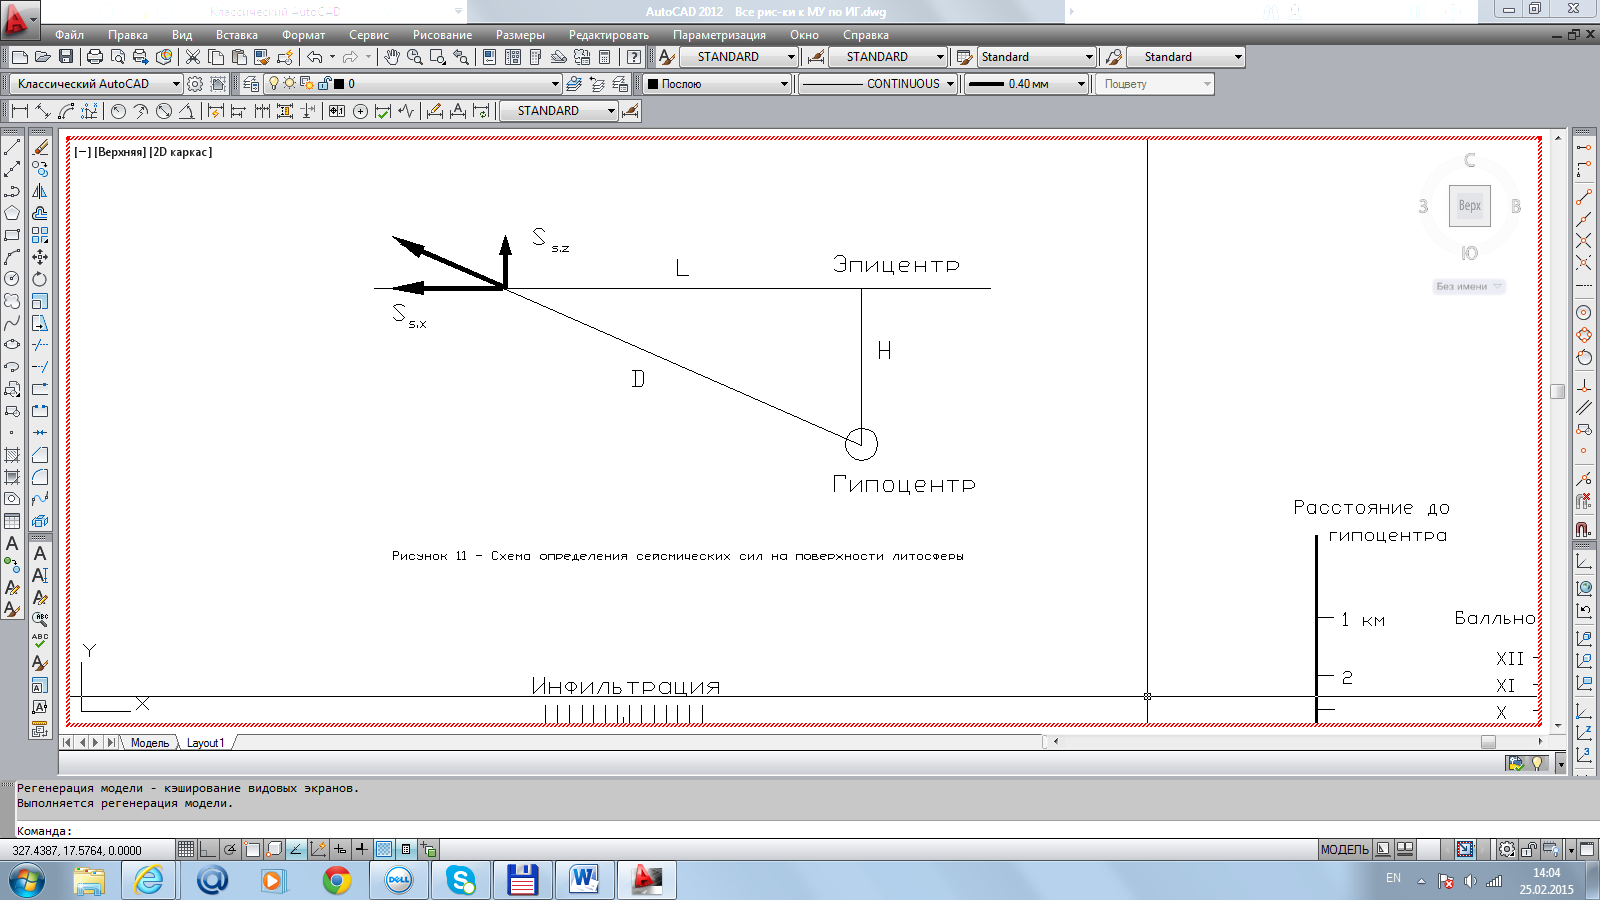 AutoCAD 2012 Все рис-ки к МУ по ИГ.dwg
Файл Правка Вид Вставка Формат Сервис Рисование Размеры Редактировать Параметризация Окно Справка
STANDARD STANDARD Standard Standard
Классический AutoCAD 0 Послою CONTINUOUS 0.40 мм Поцвету
STANDARD
[−] [Верхняя] [2D каркас]
С
З Верх В
Ю
Без имени
S s.z
L
Эпицентр
S s.x
H
D
Гипоцентр
Рисунок 11 - Схема определения сейсмических сил на поверхности литосферы
Расстояние до
гипоцентра
1 км
Балльно
XII
2
XI
X
Инфильтрация
Y
X
Модель Layout1
Регенерация модели - кэширование видовых экранов.
Выполняется регенерация модели.
Команда:
327.4387, 17.5764, 0.0000
МОДЕЛЬ
EN
14:04
25.02.2015